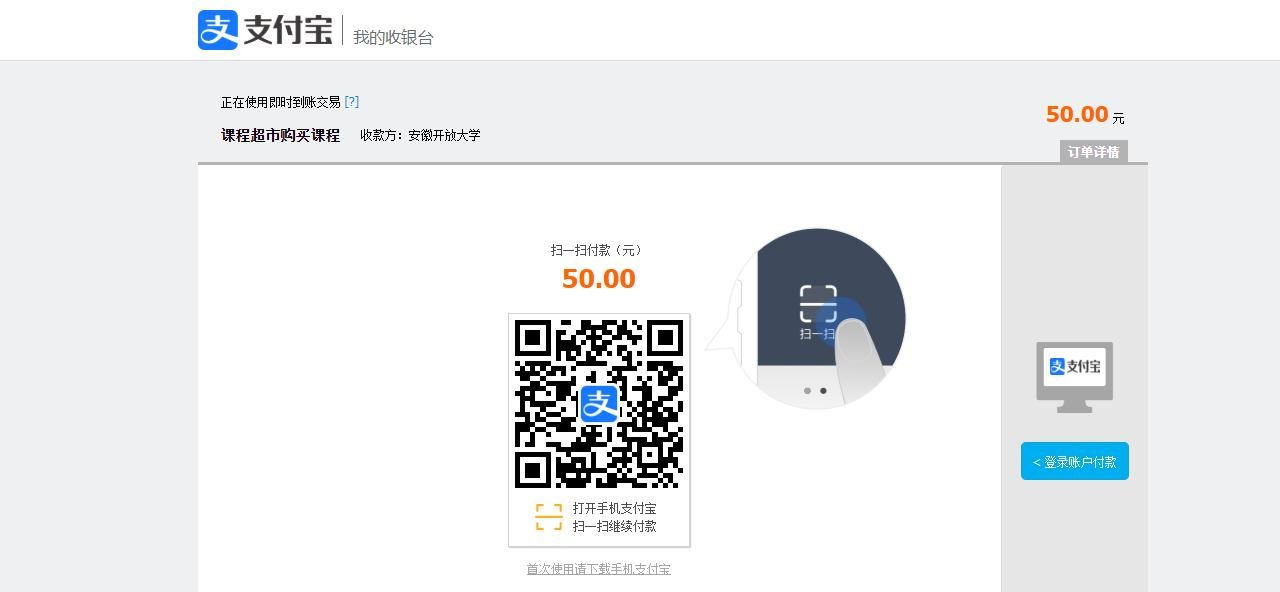 支付宝 我的收银台
正在使用即时到账交易 [?]
50.00 元
课程超市购买课程 收款方：安徽开放大学
订单详情
扫一扫付款（元）
50.00
扫一扫
支付宝
< 登录账户付款
打开手机支付宝
扫一扫继续付款
首次使用请下载手机支付宝